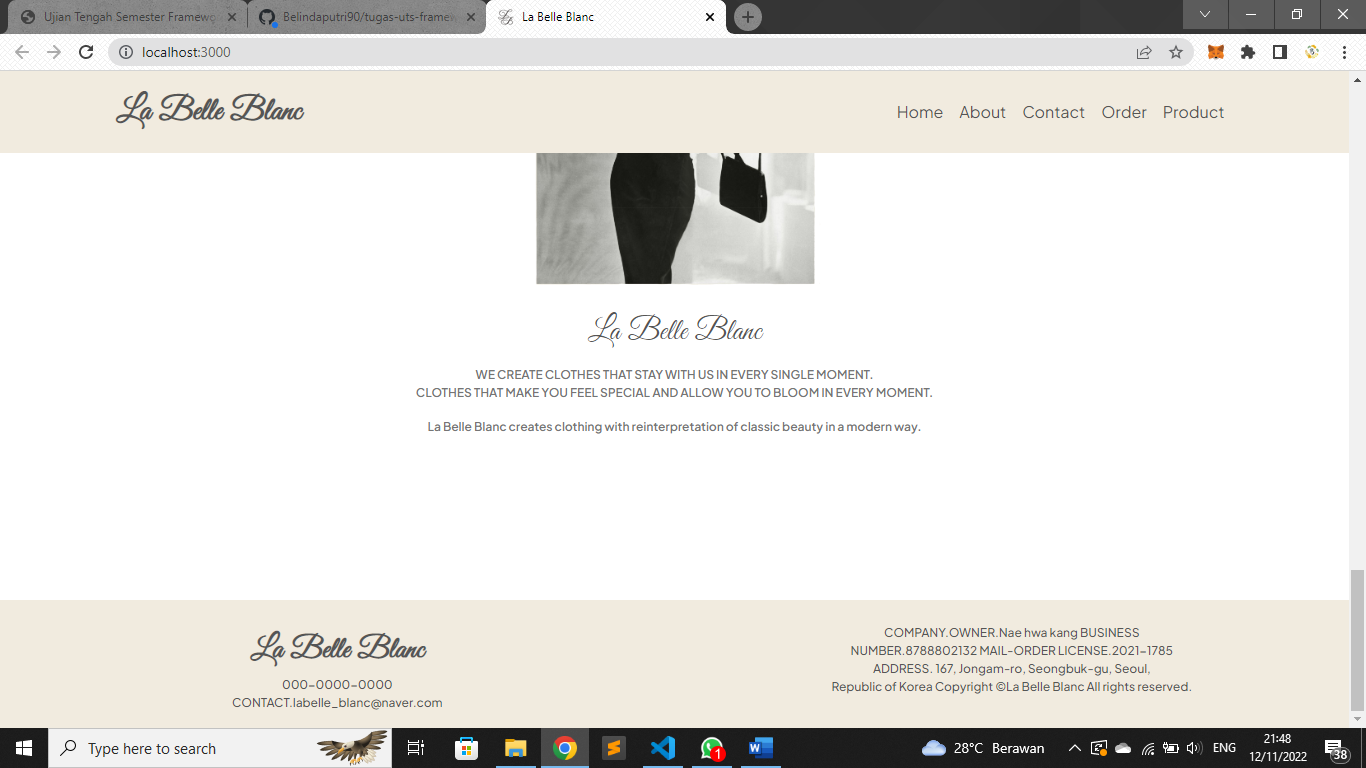 Ujian Tengah Semester Framewo
Belindaputri90/tugas-uts-framew
La Belle Blanc
localhost:3000
La Belle Blanc
Home About Contact Order Product
La Belle Blanc
WE CREATE CLOTHES THAT STAY WITH US IN EVERY SINGLE MOMENT.
CLOTHES THAT MAKE YOU FEEL SPECIAL AND ALLOW YOU TO BLOOM IN EVERY MOMENT.
La Belle Blanc creates clothing with reinterpretation of classic beauty in a modern way.
La Belle Blanc
000-0000-0000
CONTACT.labelle_blanc@naver.com
COMPANY.OWNER.Nae hwa kang BUSINESS
NUMBER.8788802132 MAIL-ORDER LICENSE.2021-1785
ADDRESS. 167, Jongam-ro, Seongbuk-gu, Seoul,
Republic of Korea Copyright ©La Belle Blanc All rights reserved.
Type here to search
1
28°C Berawan
ENG
21:48
12/11/2022
38